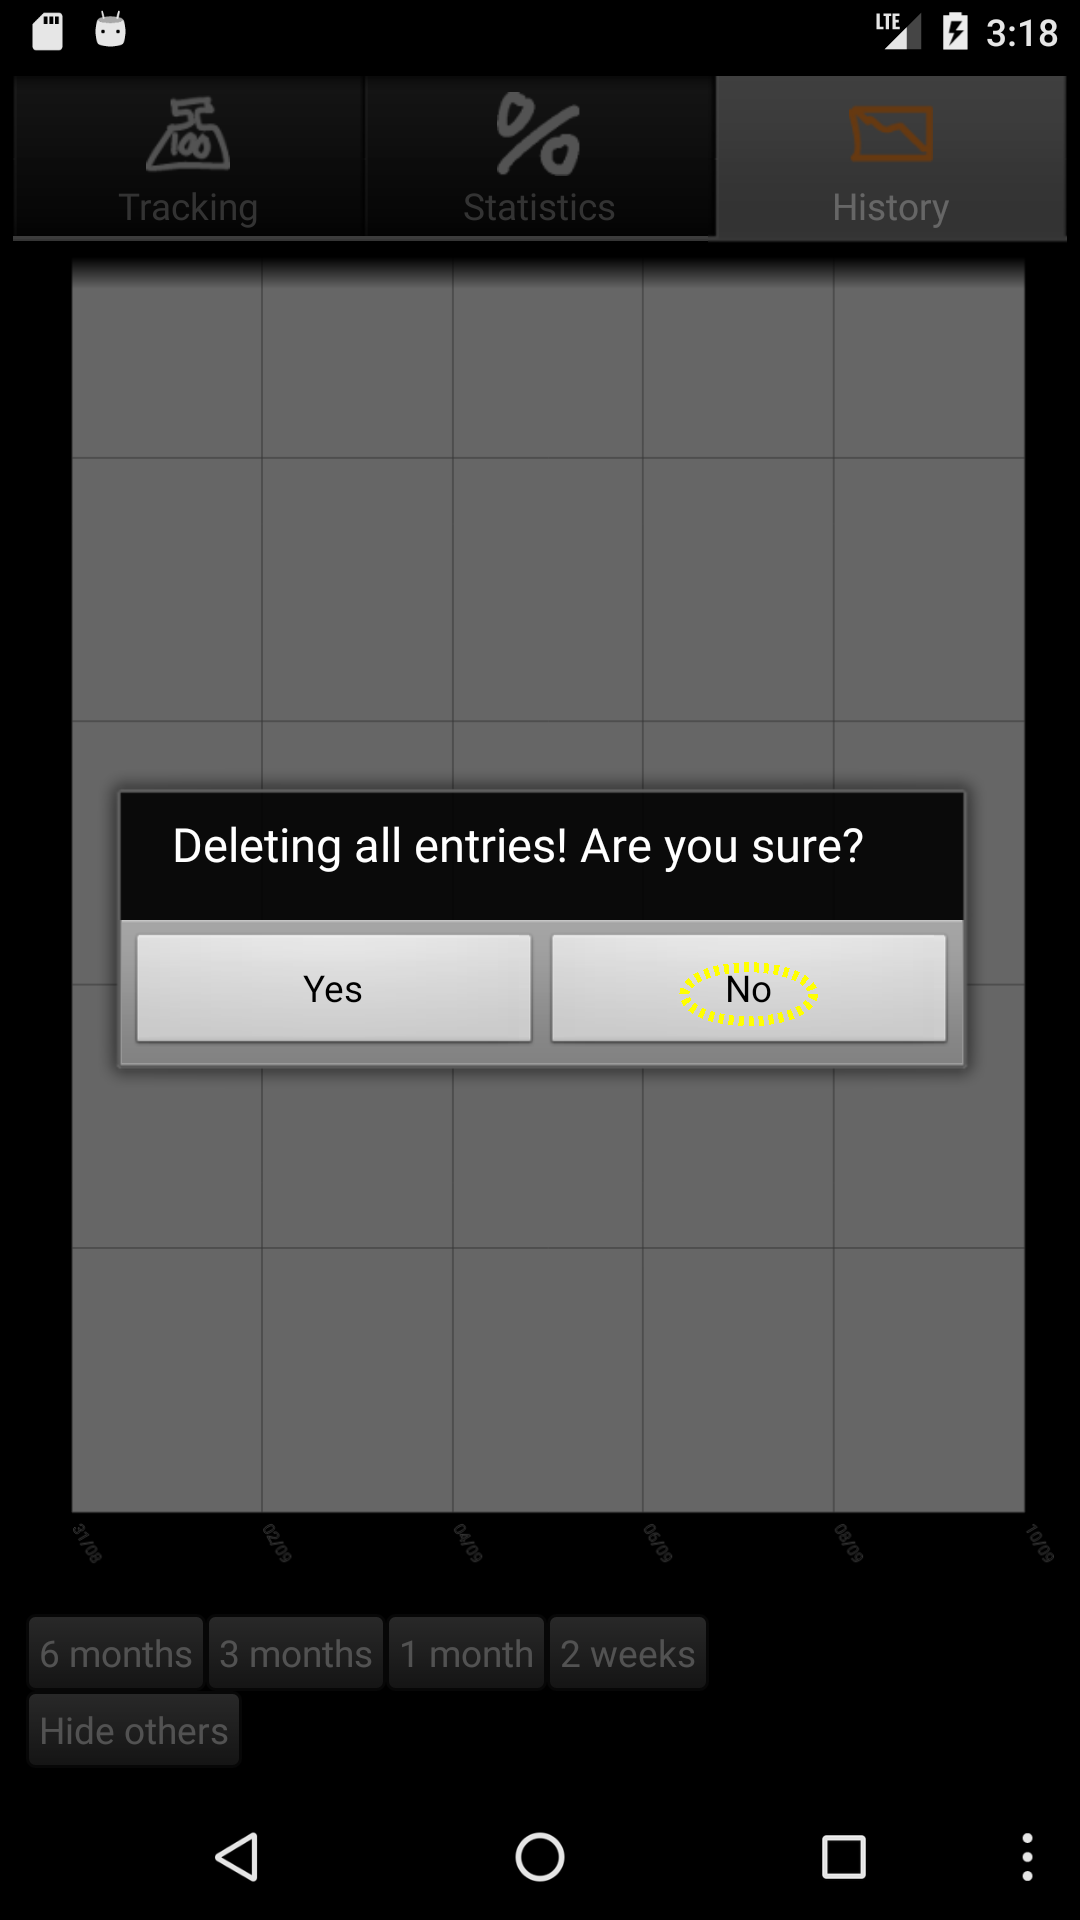 LTE 3:18
100
Tracking
Statistics
History
Deleting all entries! Are you sure?
Yes
No
31/08
02/09
04/09
06/09
08/09
10/09
6 months
3 months
1 month
2 weeks
Hide others